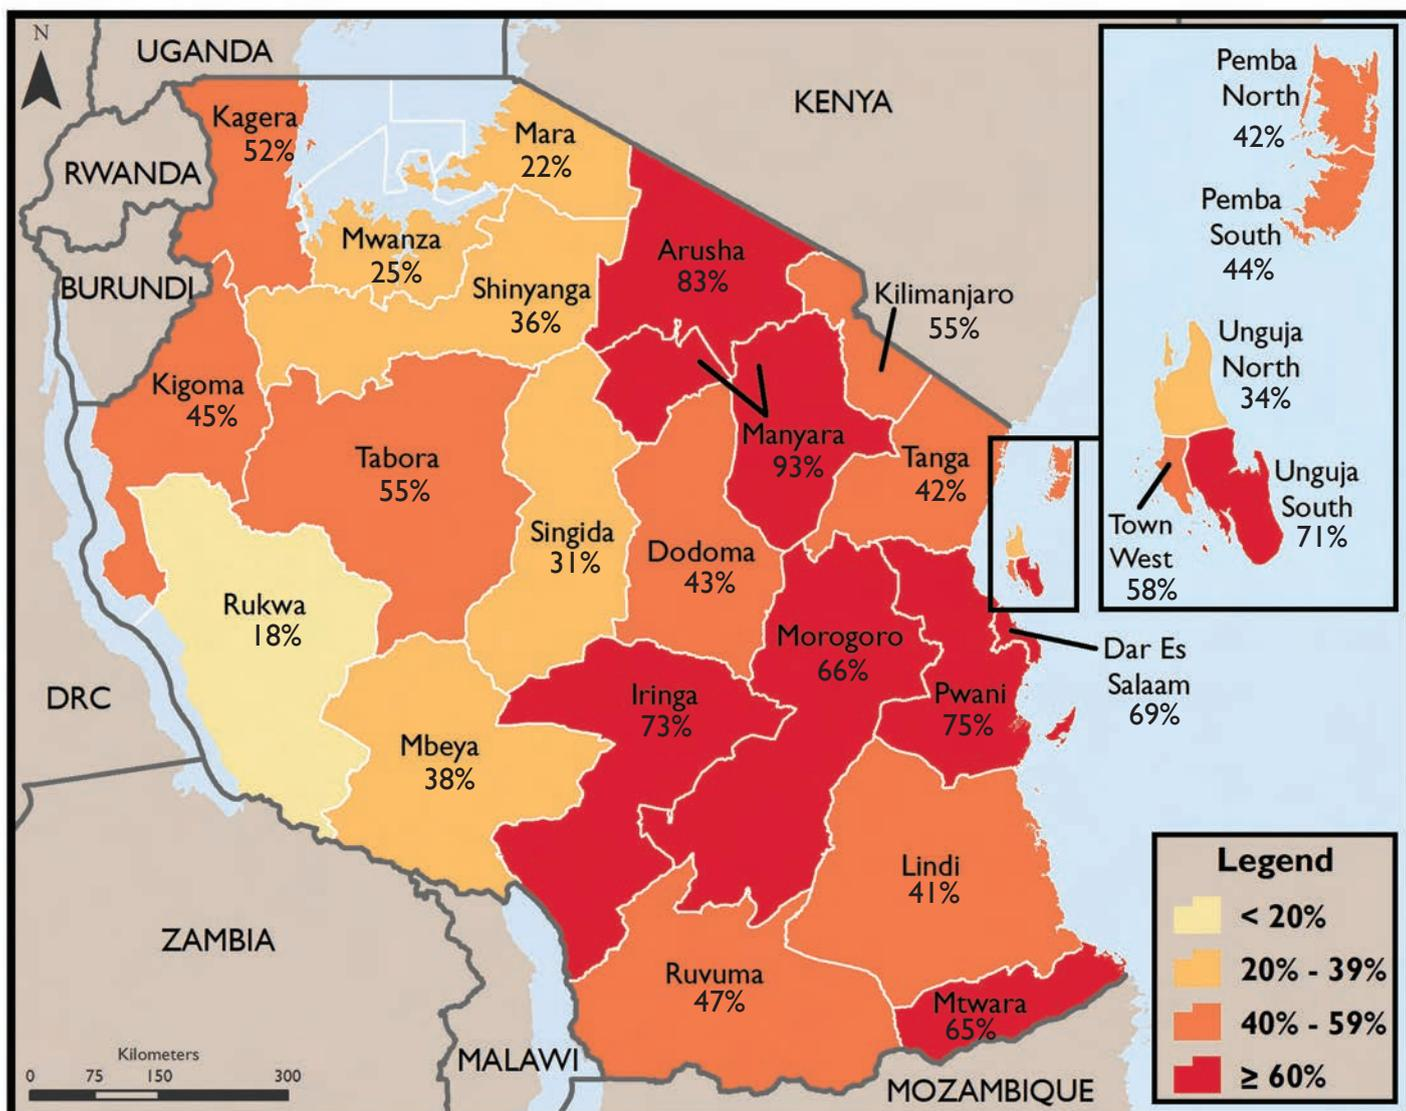 N
UGANDA
KENYA
RWANDA
BURUNDI
DRC
ZAMBIA
MALAWI
MOZAMBIQUE
Kagera
52%
Mara
22%
Mwanza
25%
Shinyanga
36%
Arusha
83%
Kilimanjaro
55%
Kigoma
45%
Tabora
55%
Manyara
93%
Tanga
42%
Singida
31%
Dodoma
43%
Rukwa
18%
Morogoro
66%
Dar Es
Salaam
69%
Iringa
73%
Pwani
75%
Mbeya
38%
Lindi
41%
Ruvuma
47%
Mtwara
65%
Pemba
North
42%
Pemba
South
44%
Unguja
North
34%
Unguja
South
71%
Town
West
58%
Legend
< 20%
20% - 39%
40% - 59%
≥ 60%
Kilometers
0 75 150 300